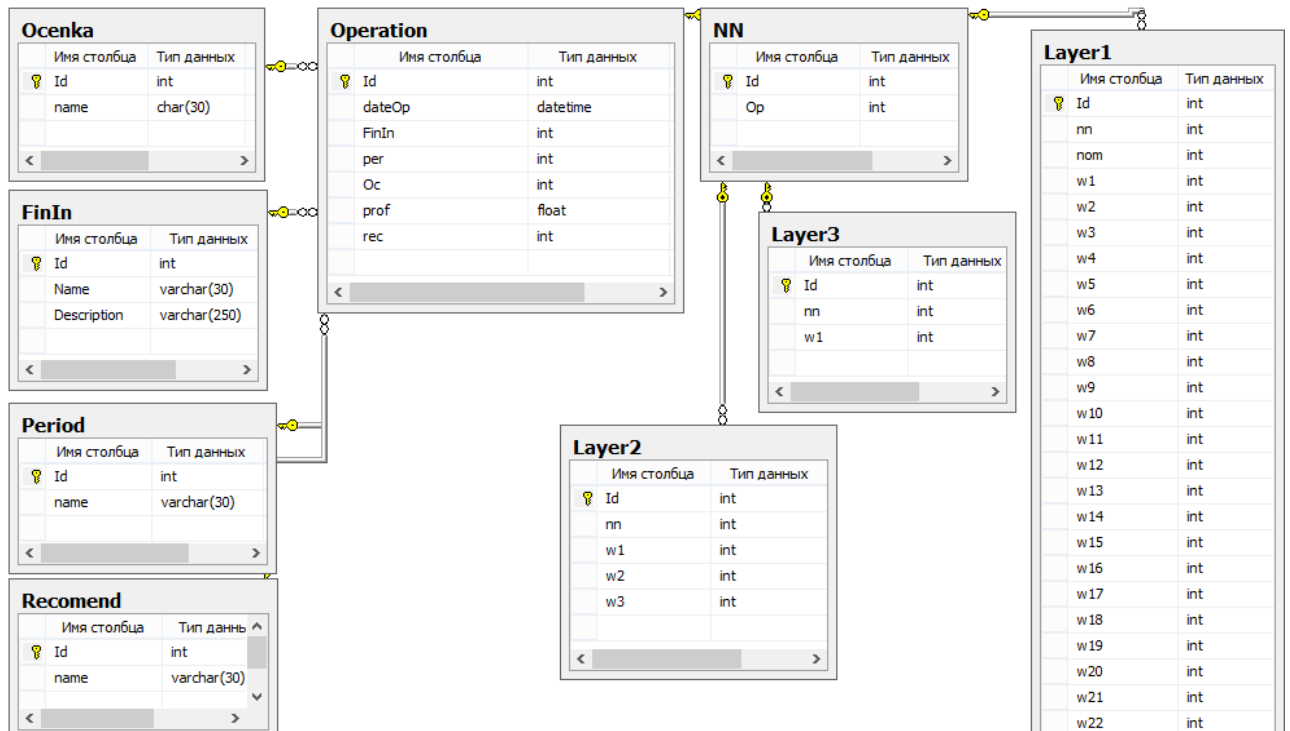 Ocenka
Имя столбца Тип данных
Id int
name char(30)
FinIn
Имя столбца Тип данных
Id int
Name varchar(30)
Description varchar(250)
Period
Имя столбца Тип данных
Id int
name varchar(30)
Recomend
Имя столбца Тип даннь
Id int
name varchar(30)
Operation
Имя столбца Тип данных
Id int
dateOp datetime
FinIn int
per int
Oc int
prof float
rec int
NN
Имя столбца Тип данных
Id int
Op int
Layer3
Имя столбца Тип данных
Id int
nn int
w1 int
Layer2
Имя столбца Тип данных
Id int
nn int
w1 int
w2 int
w3 int
Layer1
Имя столбца Тип данных
Id int
nn int
nom int
w1 int
w2 int
w3 int
w4 int
w5 int
w6 int
w7 int
w8 int
w9 int
w10 int
w11 int
w12 int
w13 int
w14 int
w15 int
w16 int
w17 int
w18 int
w19 int
w20 int
w21 int
w22 int